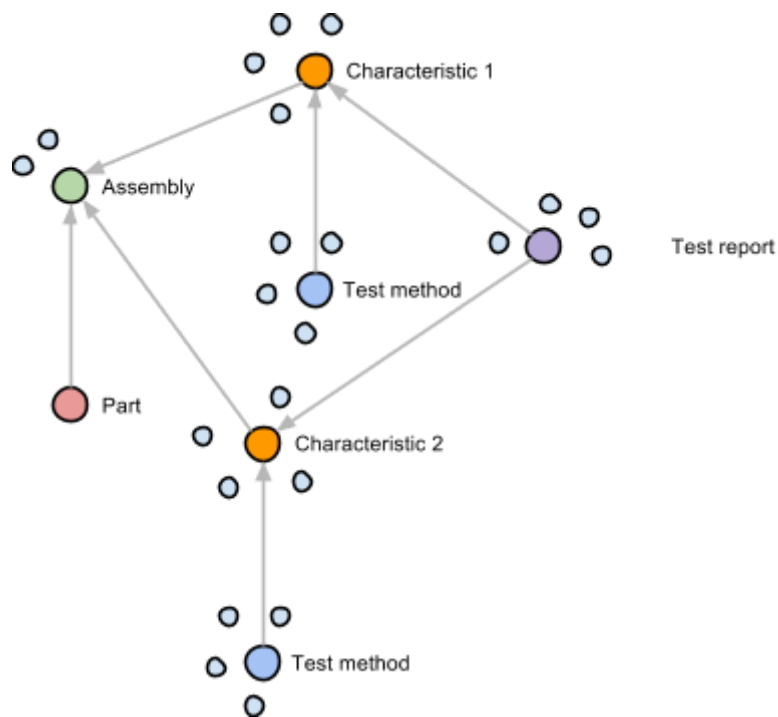 Characteristic 1
Assembly
Test report
Test method
Part
Characteristic 2
Test method